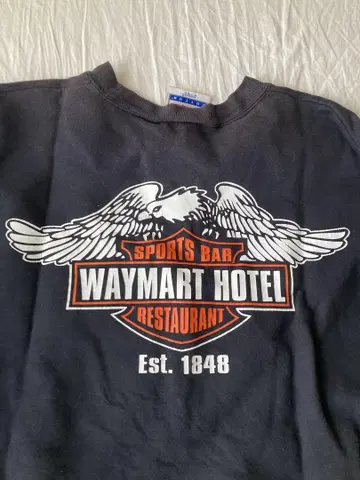 SPORTS BAR
WAYMART HOTEL
RESTAURANT
Est. 1848